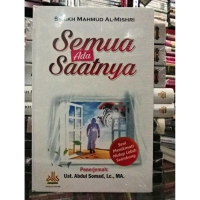 SYAIKH MAHMUD AL-MISHRI
Semua
Ada
Saatnya
Penerjemah:
Ust. Abdul Somad, Lc., MA.